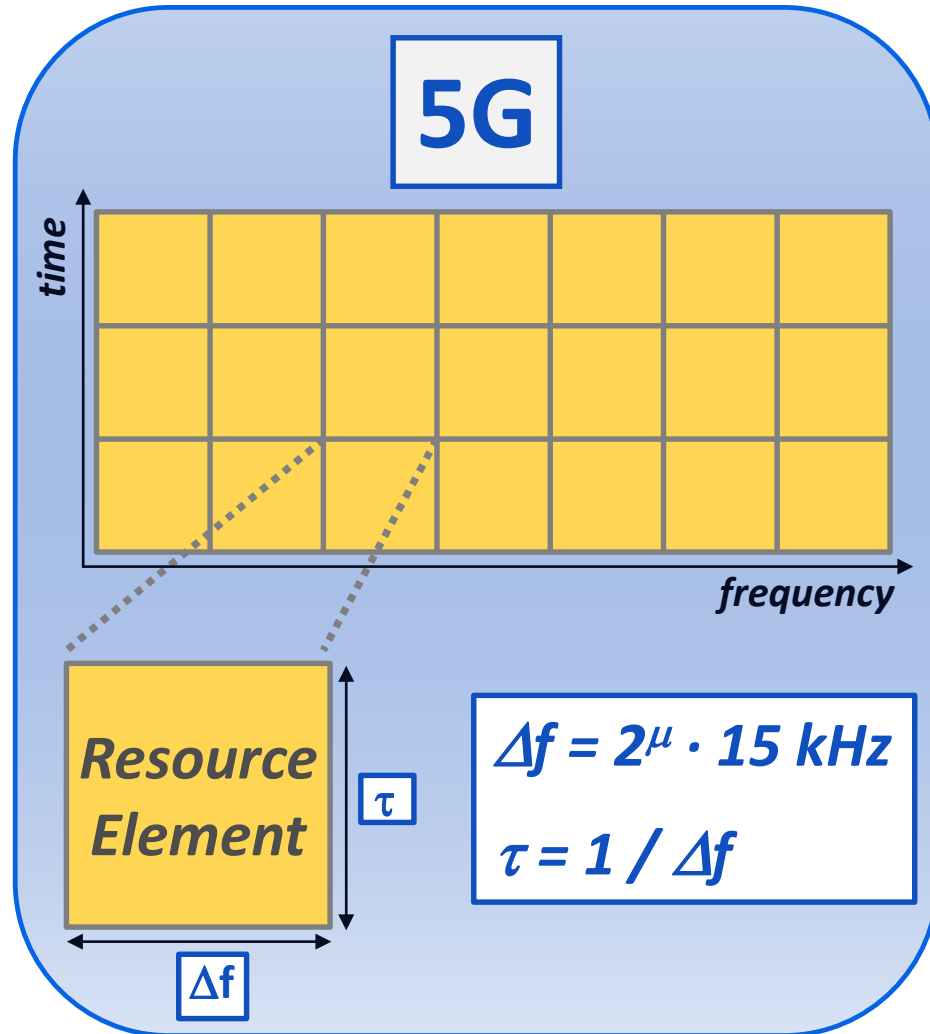 5G
time
frequency
Resource
Element
τ
Δf
Δf = 2^μ · 15 kHz
τ = 1 / Δf